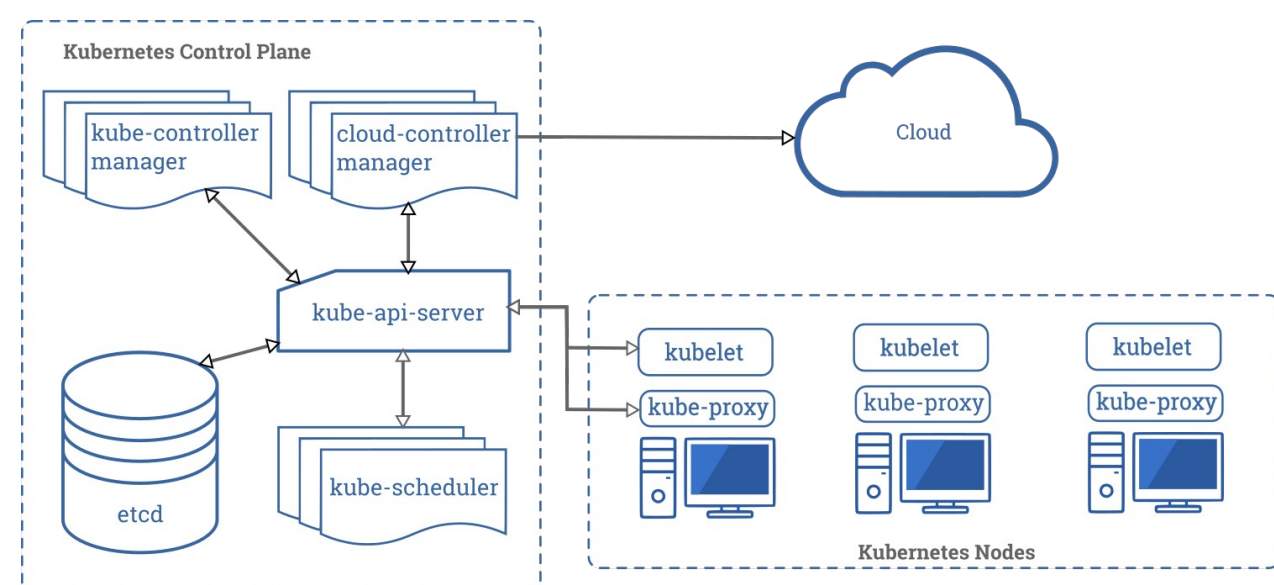 Kubernetes Control Plane
kube-controller
manager
cloud-controller
manager
Cloud
kube-api-server
kubelet
kubelet
kubelet
kube-proxy
kube-proxy
kube-proxy
etcd
kube-scheduler
Kubernetes Nodes